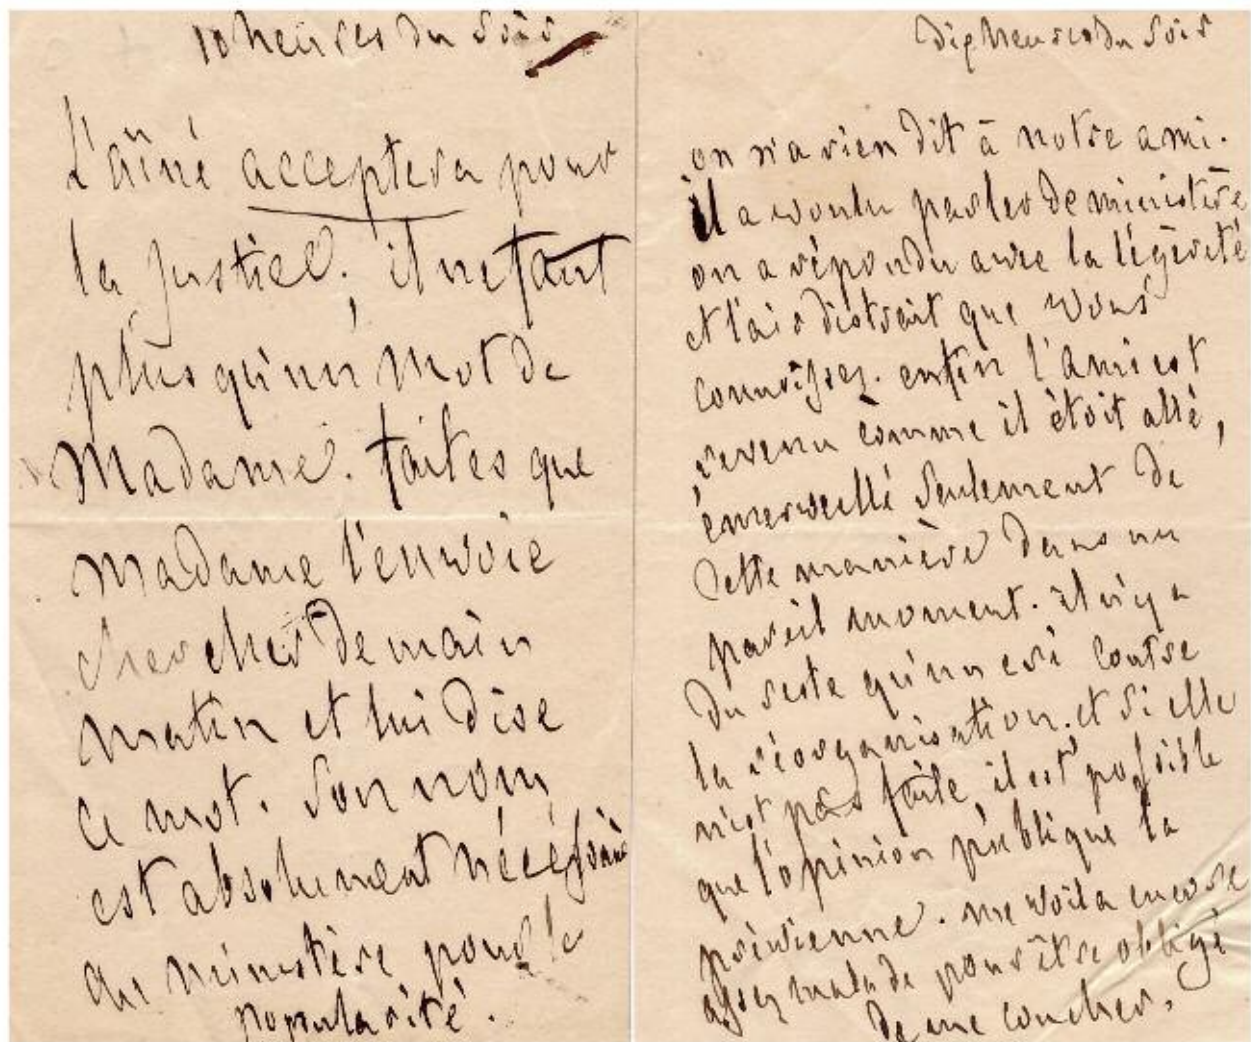 10 heures du soir
L'aîné acceptera pour
la justice; il ne faut
plus qu'un mot de
Madame. faites que
Madame l'envoie
chercher demain
matin et lui dise
ce mot. Son nom
est absolument nécessaire
au ministère pour la
popularité.
dix heures du soir
on n'a rien dit à notre ami.
il a voulu parler de ministère
on a répondu avec la légèreté
et l'air distrait que vous
connoissez. enfin l'ami est
revenu comme il étoit allé,
émerveillé seulement de
cette manière dans un
pareil moment. il n'y a
du reste qu'un cri contre
la réorganisation. et si elle
n'est pas faite, il est possible
que l'opinion publique la
prévienne. me voila encore
assez malade pour être obligé
de me coucher.